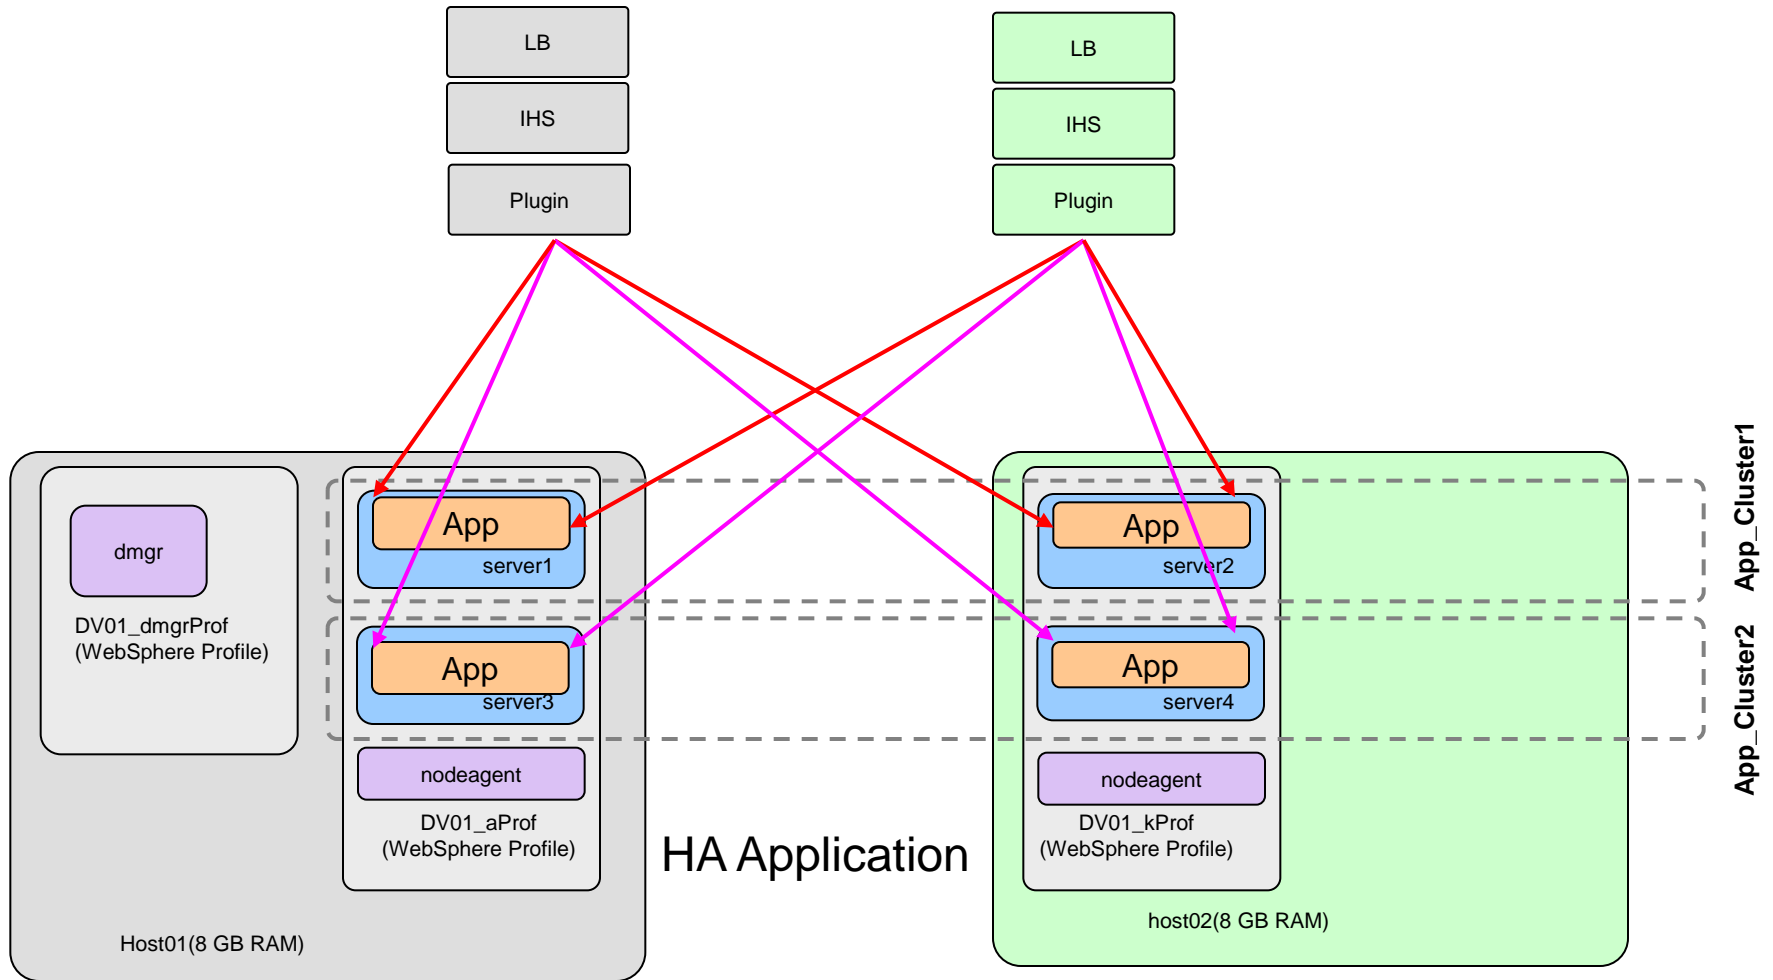 LB
IHS
Plugin
LB
IHS
Plugin
dmgr
DV01_dmgrProf
(WebSphere Profile)
App
server1
App
server3
nodeagent
DV01_aProf
(WebSphere Profile)
Host01(8 GB RAM)
HA Application
App
server2
App
server4
nodeagent
DV01_kProf
(WebSphere Profile)
host02(8 GB RAM)
App_Cluster1
App_Cluster2